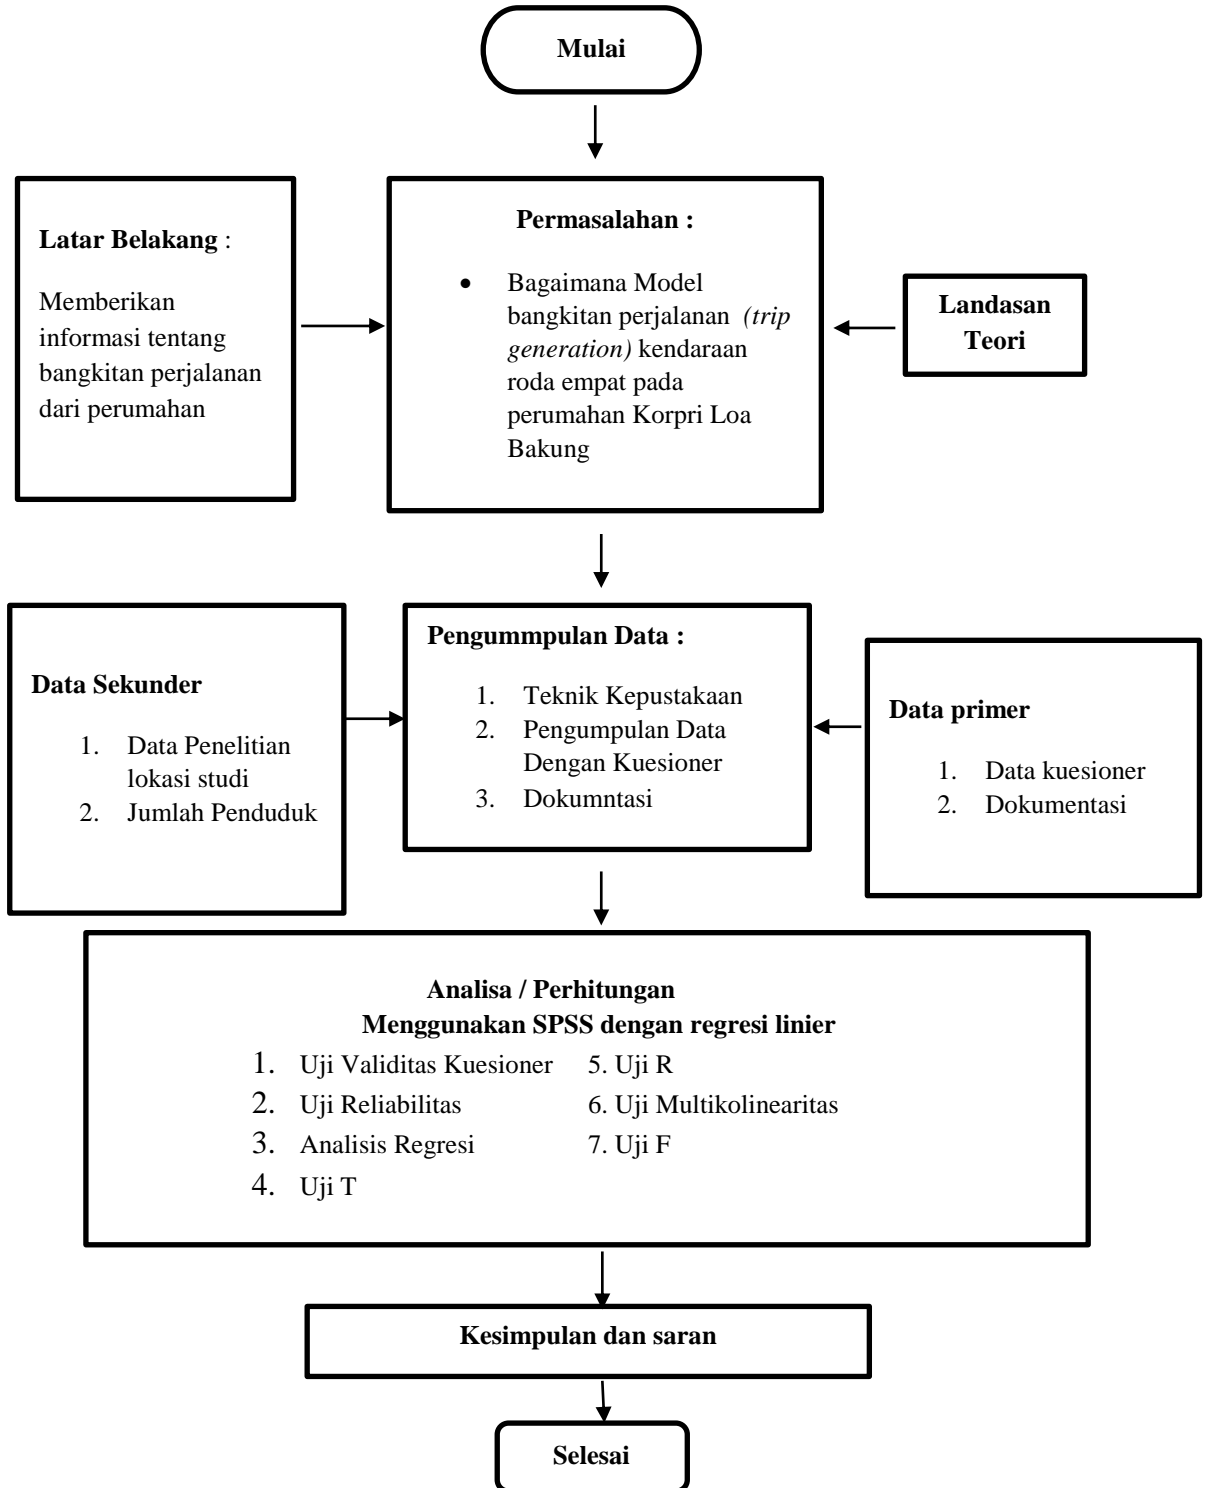 Mulai
Latar Belakang :
Memberikan
informasi tentang
bangkitan perjalanan
dari perumahan
Permasalahan :
• Bagaimana Model
bangkitan perjalanan (trip
generation) kendaraan
roda empat pada
perumahan Korpri Loa
Bakung
Landasan
Teori
Data Sekunder
1. Data Penelitian
lokasi studi
2. Jumlah Penduduk
Pengummpulan Data :
1. Teknik Kepustakaan
2. Pengumpulan Data
Dengan Kuesioner
3. Dokumntasi
Data primer
1. Data kuesioner
2. Dokumentasi
Analisa / Perhitungan
Menggunakan SPSS dengan regresi linier
1. Uji Validitas Kuesioner 5. Uji R
2. Uji Reliabilitas 6. Uji Multikolinearitas
3. Analisis Regresi 7. Uji F
4. Uji T
Kesimpulan dan saran
Selesai